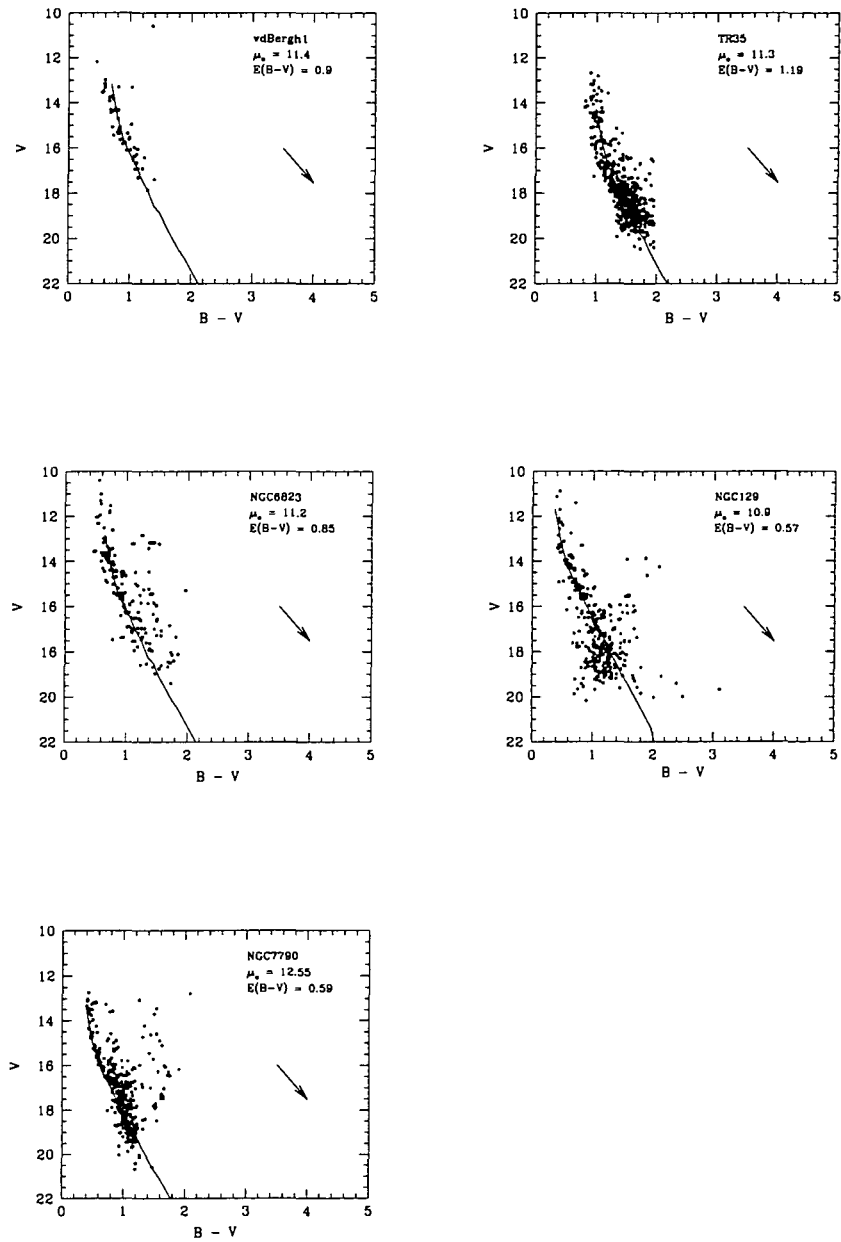 vdBergh1
μ₀ = 11.4
E(B-V) = 0.9
10
12
14
16
18
20
22
V
0 1 2 3 4 5
B - V
TR35
μ₀ = 11.3
E(B-V) = 1.19
10
12
14
16
18
20
22
V
0 1 2 3 4 5
B - V
NGC6823
μ₀ = 11.2
E(B-V) = 0.85
10
12
14
16
18
20
22
V
0 1 2 3 4 5
B - V
NGC129
μ₀ = 10.9
E(B-V) = 0.57
10
12
14
16
18
20
22
V
0 1 2 3 4 5
B - V
NGC7790
μ₀ = 12.55
E(B-V) = 0.59
10
12
14
16
18
20
22
V
0 1 2 3 4 5
B - V